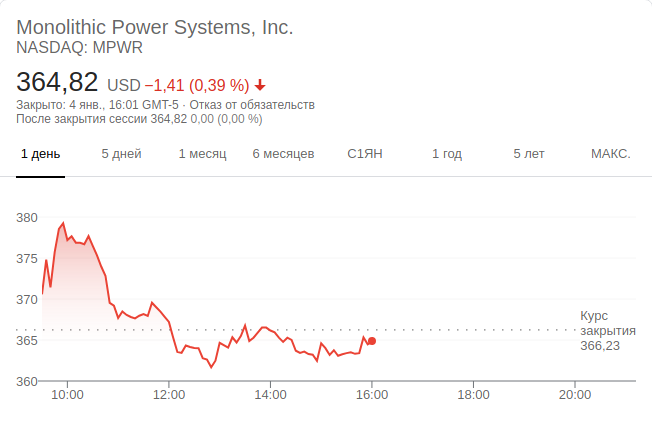 Monolithic Power Systems, Inc.
NASDAQ: MPWR
364,82 USD −1,41 (0,39 %)
Закрыто: 4 янв., 16:01 GMT-5 · Отказ от обязательств
После закрытия сессии 364,82 0,00 (0,00 %)
1 день 5 дней 1 месяц 6 месяцев С1ЯН 1 год 5 лет МАКС.
380
375
370
365
360
Курс
закрытия
366,23
10:00 12:00 14:00 16:00 18:00 20:00